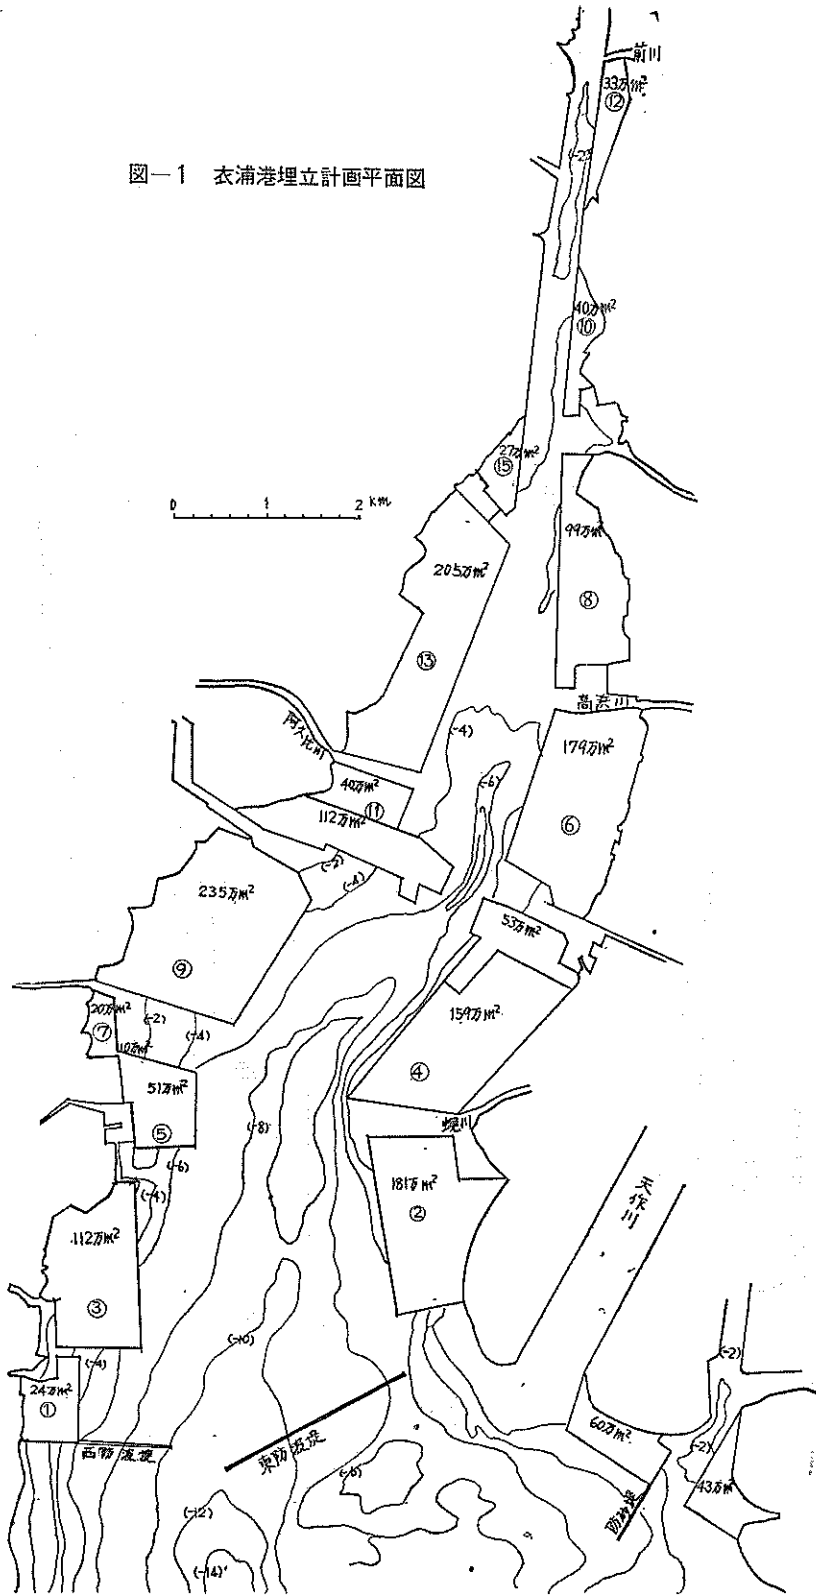 前川
33万m²
⑫
(-2)
図－1 衣浦港埋立計画平面図
40万m²
⑩
27万m²
⑮
0 1 2 km
99万m²
205万m²
⑧
⑬
高浜川
阿久比川
(-4)
179万m²
(-6)
40万m²
⑪
112万m²
⑥
(-2)
(-4)
235万m²
53万m²
⑨
20万m²
(-2)
(-4)
159万m²
⑦
10万m²
④
51万m²
(-8)
蜆川
⑤
(-6)
(-4)
181万m²
②
天作川
112万m²
③
(-10)
(-4)
(-2)
24万m²
①
西防波堤
東防波堤
(-6)
60万m²
(-2)
43万m²
防砂堤
(-12)
(-14)